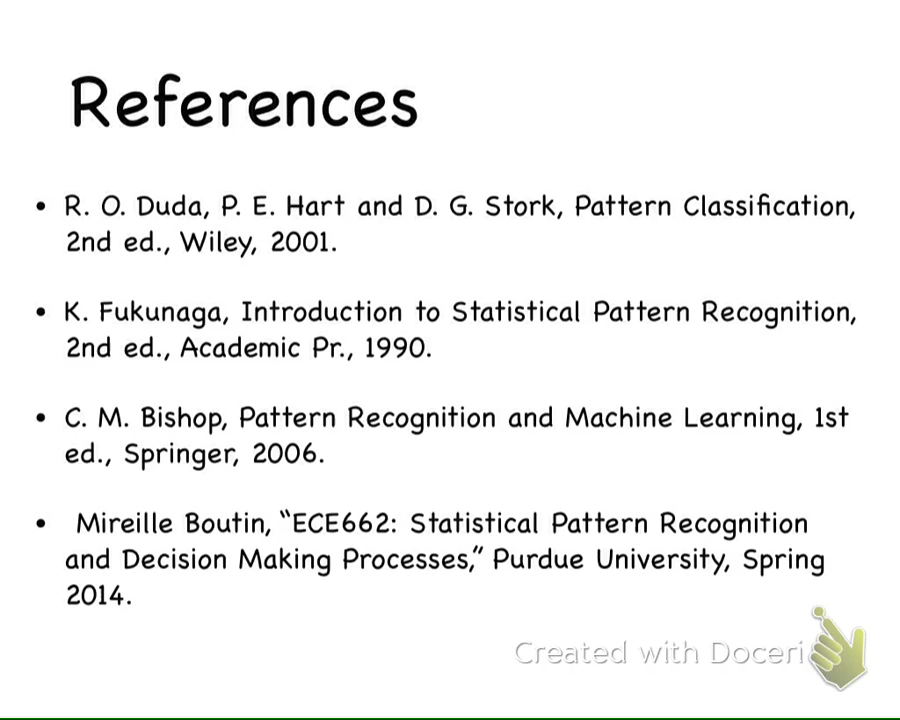 References
• R. O. Duda, P. E. Hart and D. G. Stork, Pattern Classification,
2nd ed., Wiley, 2001.
• K. Fukunaga, Introduction to Statistical Pattern Recognition,
2nd ed., Academic Pr., 1990.
• C. M. Bishop, Pattern Recognition and Machine Learning, 1st
ed., Springer, 2006.
• Mireille Boutin, “ECE662: Statistical Pattern Recognition
and Decision Making Processes,” Purdue University, Spring
2014.
Created with Doceri